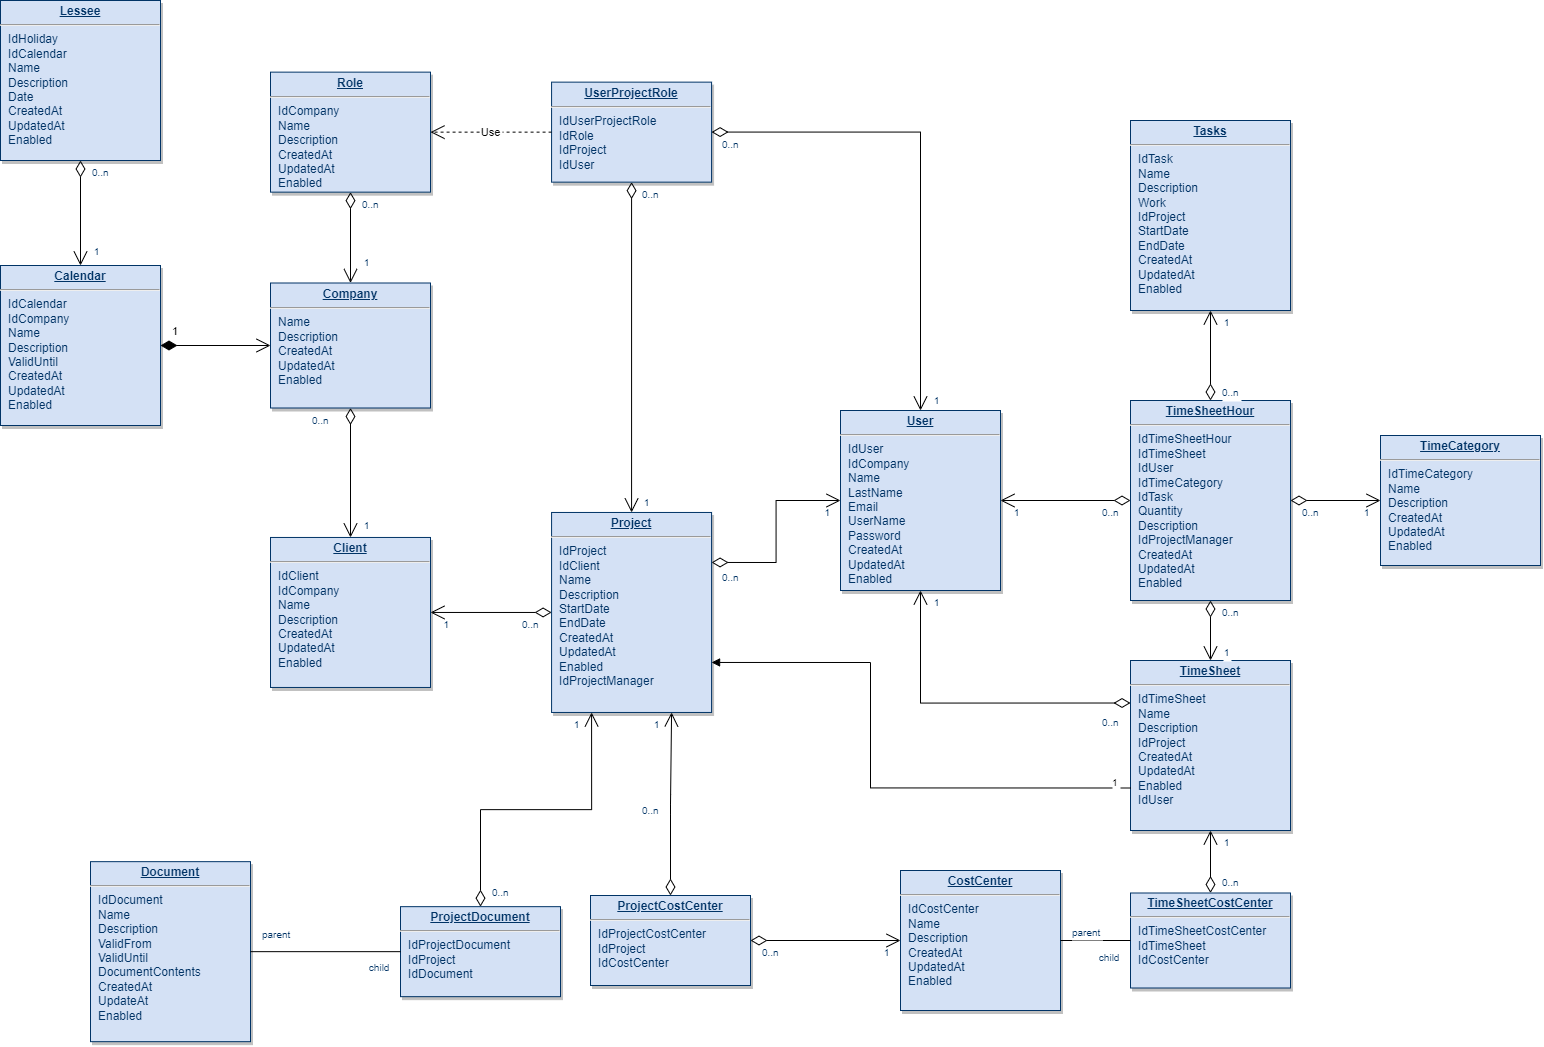 Lessee
IdHoliday
IdCalendar
Name
Description
Date
CreatedAt
UpdatedAt
Enabled
0..n
1
Calendar
IdCalendar
IdCompany
Name
Description
ValidUntil
CreatedAt
UpdatedAt
Enabled
1
Role
IdCompany
Name
Description
CreatedAt
UpdatedAt
Enabled
0..n
1
Company
Name
Description
CreatedAt
UpdatedAt
Enabled
0..n
1
Client
IdClient
IdCompany
Name
Description
CreatedAt
UpdatedAt
Enabled
1
0..n
Use
UserProjectRole
IdUserProjectRole
IdRole
IdProject
IdUser
0..n
0..n
1
1
Project
IdProject
IdClient
Name
Description
StartDate
EndDate
CreatedAt
UpdatedAt
Enabled
IdProjectManager
0..n
1
1
1
User
IdUser
IdCompany
Name
LastName
Email
UserName
Password
CreatedAt
UpdatedAt
Enabled
1
1
0..n
Tasks
IdTask
Name
Description
Work
IdProject
StartDate
EndDate
CreatedAt
UpdatedAt
Enabled
1
0..n
TimeSheetHour
IdTimeSheetHour
IdTimeSheet
IdUser
IdTimeCategory
IdTask
Quantity
Description
IdProjectManager
CreatedAt
UpdatedAt
Enabled
0..n
1
0..n
1
TimeCategory
IdTimeCategory
Name
Description
CreatedAt
UpdatedAt
Enabled
TimeSheet
IdTimeSheet
Name
Description
IdProject
CreatedAt
UpdatedAt
Enabled
IdUser
0..n
1
1
0..n
Document
IdDocument
Name
Description
ValidFrom
ValidUntil
DocumentContents
CreatedAt
UpdateAt
Enabled
parent
child
0..n
ProjectDocument
IdProjectDocument
IdProject
IdDocument
0..n
ProjectCostCenter
IdProjectCostCenter
IdProject
IdCostCenter
0..n
1
CostCenter
IdCostCenter
Name
Description
CreatedAt
UpdatedAt
Enabled
parent
child
TimeSheetCostCenter
IdTimeSheetCostCenter
IdTimeSheet
IdCostCenter